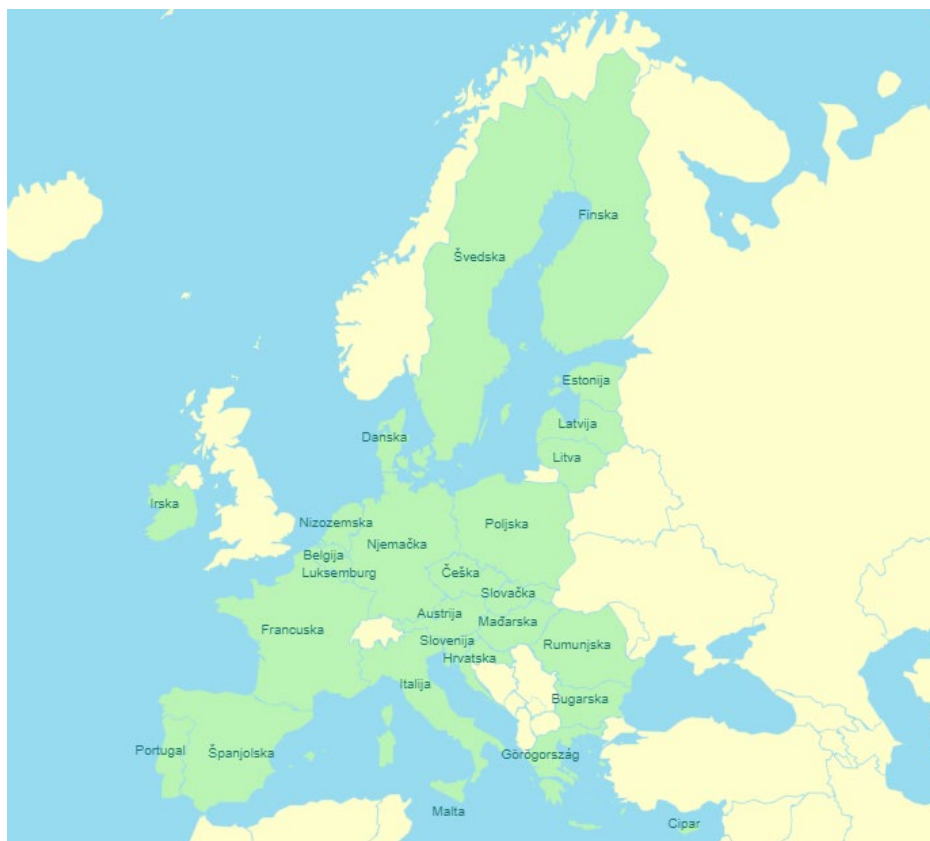 Finska
Švedska
Estonija
Latvija
Danska
Litva
Irska
Nizozemska
Poljska
Njemačka
Belgija
Luksemburg
Češka
Slovačka
Austrija
Mađarska
Francuska
Slovenija
Rumunjska
Hrvatska
Italija
Bugarska
Portugal
Španjolska
Görögország
Malta
Cipar